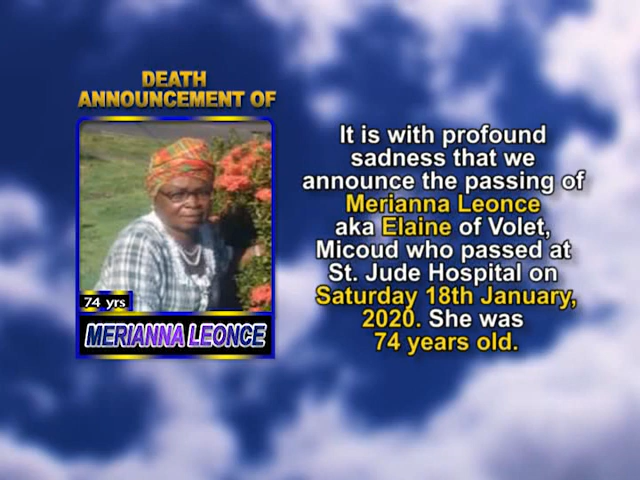 DEATH
ANNOUNCEMENT OF
74 yrs
MERIANNA LEONCE
It is with profound
sadness that we
announce the passing of
Merianna Leonce
aka Elaine of Volet,
Micoud who passed at
St. Jude Hospital on
Saturday 18th January,
2020. She was
74 years old.